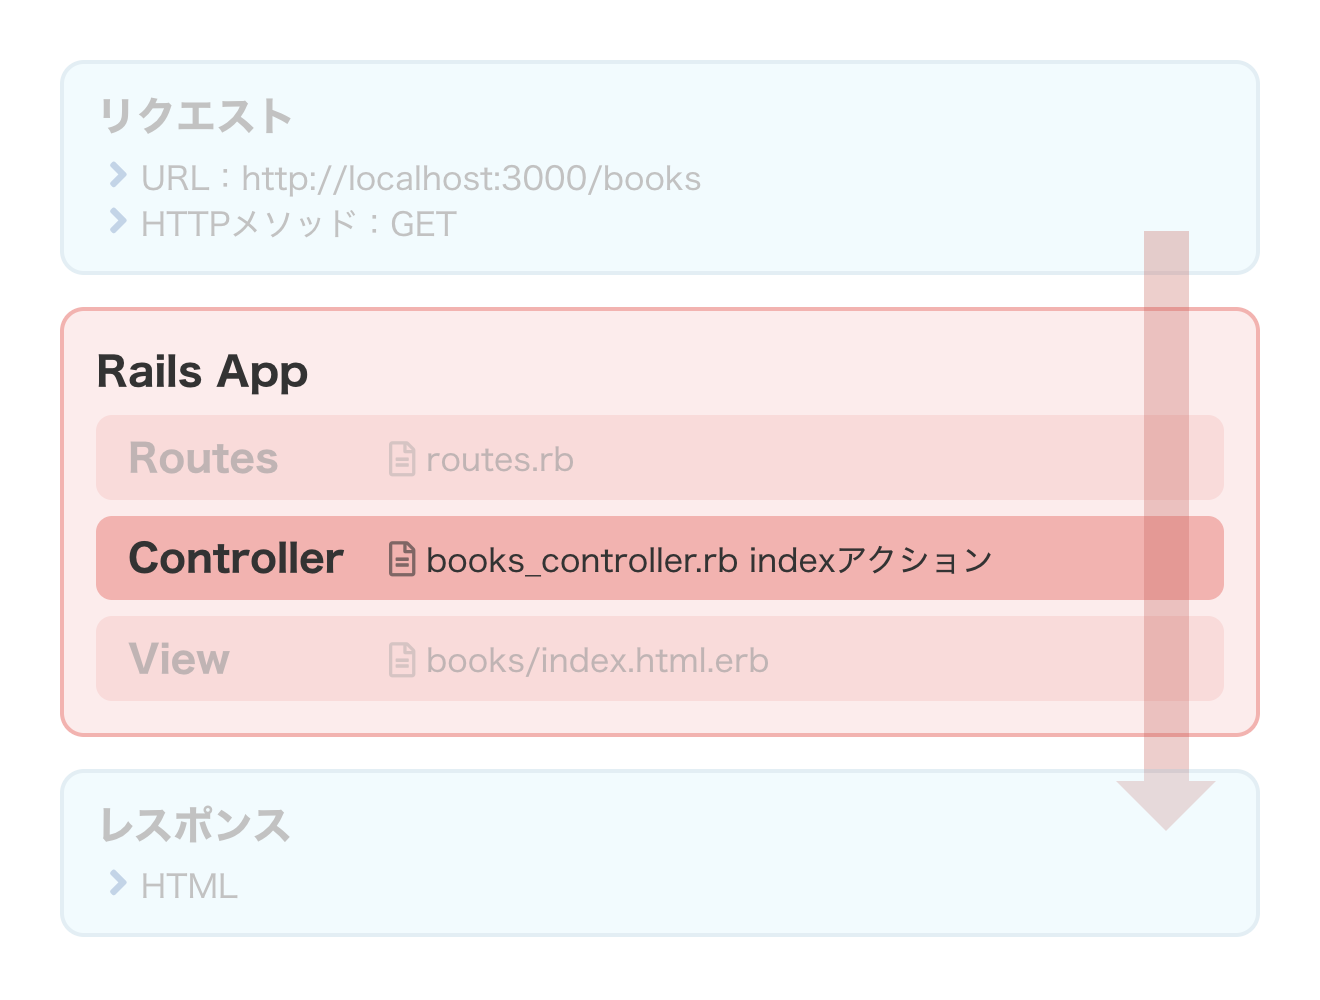 リクエスト
URL：http://localhost:3000/books
HTTPメソッド：GET
Rails App
Routes routes.rb
Controller books_controller.rb indexアクション
View books/index.html.erb
レスポンス
HTML